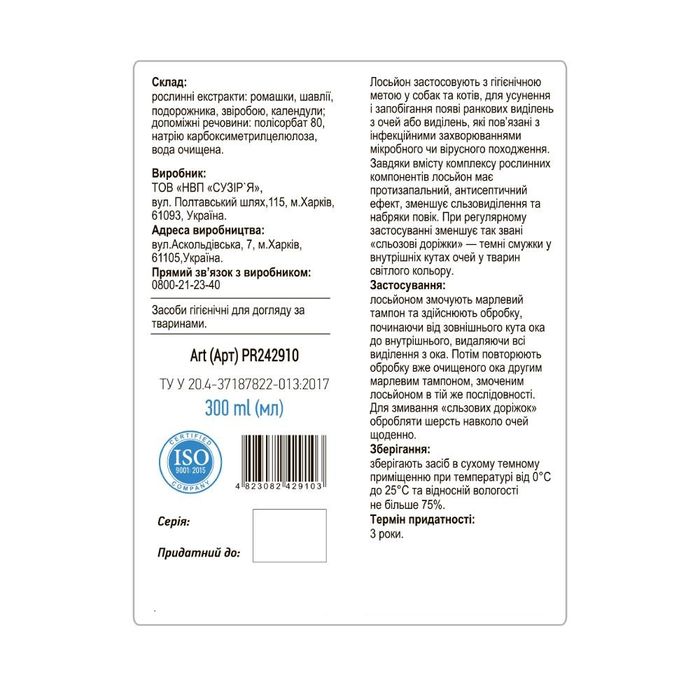 Склад:
рослинні екстракти: ромашки, шавлії,
подорожника, звіробою, календули;
допоміжні речовини: полісорбат 80,
натрію карбоксиметрилцелюлоза,
вода очищена.
Виробник:
ТОВ «НВП «СУЗІР`Я»,
вул. Полтавський шлях,115, м.Харків,
61093, Україна.
Адреса виробництва:
вул.Аскольдівська, 7, м.Харків,
61105,Україна.
Прямий зв’язок з виробником:
0800-21-23-40
Засоби гігієнічні для догляду за
тваринами.
Art (Арт) PR242910
ТУ У 20.4-37187822-013:2017
300 ml (мл)
CERTIFIED
ISO
9001:2015
COMPANY
4823082429103
Серія:
Придатний до:
Лосьйон застосовують з гігієнічною
метою у собак та котів, для усунення
і запобігання появі ранкових виділень
з очей або виділень, які пов’язані з
інфекційними захворюваннями
мікробного чи вірусного походження.
Завдяки вмісту комплексу рослинних
компонентів лосьйон має
протизапальний, антисептичний
ефект, зменшує сльозовиділення та
набряки повік. При регулярному
застосуванні зменшує так звані
«сльозові доріжки» — темні смужки у
внутрішніх кутах очей у тварин
світлого кольору.
Застосування:
лосьйоном змочують марлевий
тампон та здійснюють обробку,
починаючи від зовнішнього кута ока
до внутрішнього, видаляючи всі
виділення з ока. Потім повторюють
обробку вже очищеного ока другим
марлевим тампоном, змоченим
лосьйоном в тій же послідовності.
Для змивання «сльзових доріжок»
обробляти шерсть навколо очей
щоденно.
Зберігання:
зберігають засіб в сухому темному
приміщенню при температурі від 0°C
до 25°C та відносній вологості
не більше 75%.
Термін придатності:
3 роки.